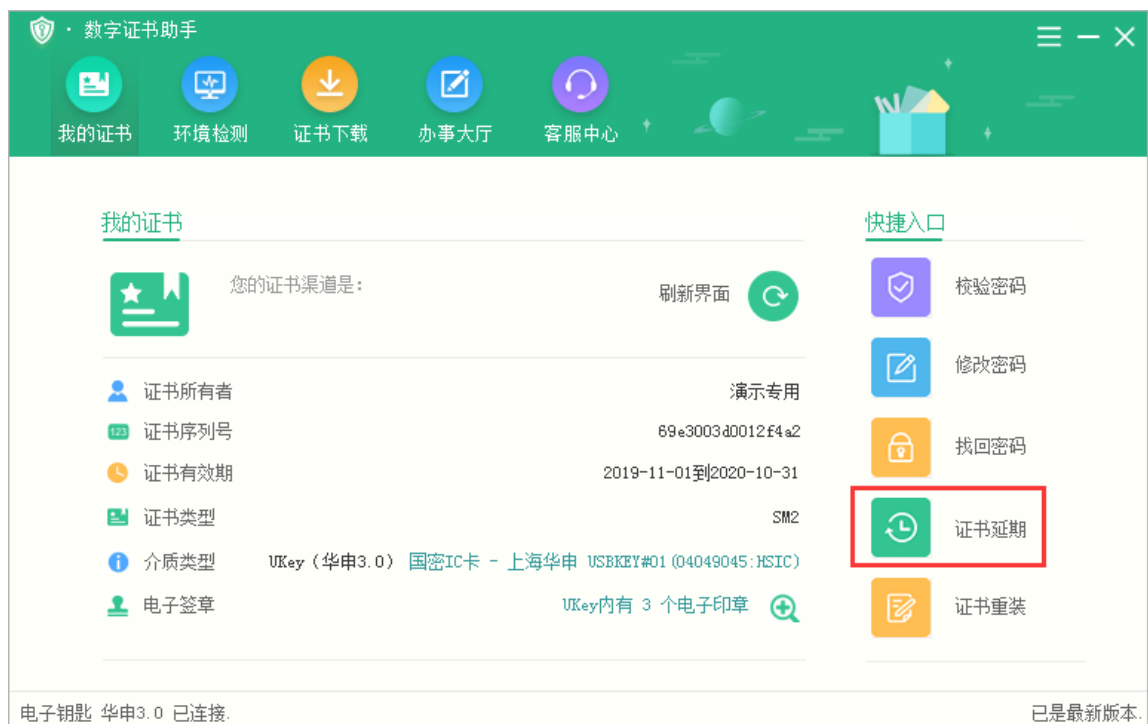 · 数字证书助手
我的证书 环境检测 证书下载 办事大厅 客服中心
我的证书
您的证书渠道是:
刷新界面
证书所有者 演示专用
123 证书序列号 69e3003d0012f4a2
证书有效期 2019-11-01到2020-10-31
证书类型 SM2
介质类型 UKey（华申3.0） 国密IC卡 - 上海华申 USBKEY#01(04049045:HSIC)
电子签章 UKey内有 3 个电子印章
快捷入口
校验密码
修改密码
找回密码
证书延期
证书重装
电子钥匙 华申3.0 已连接.
已是最新版本.